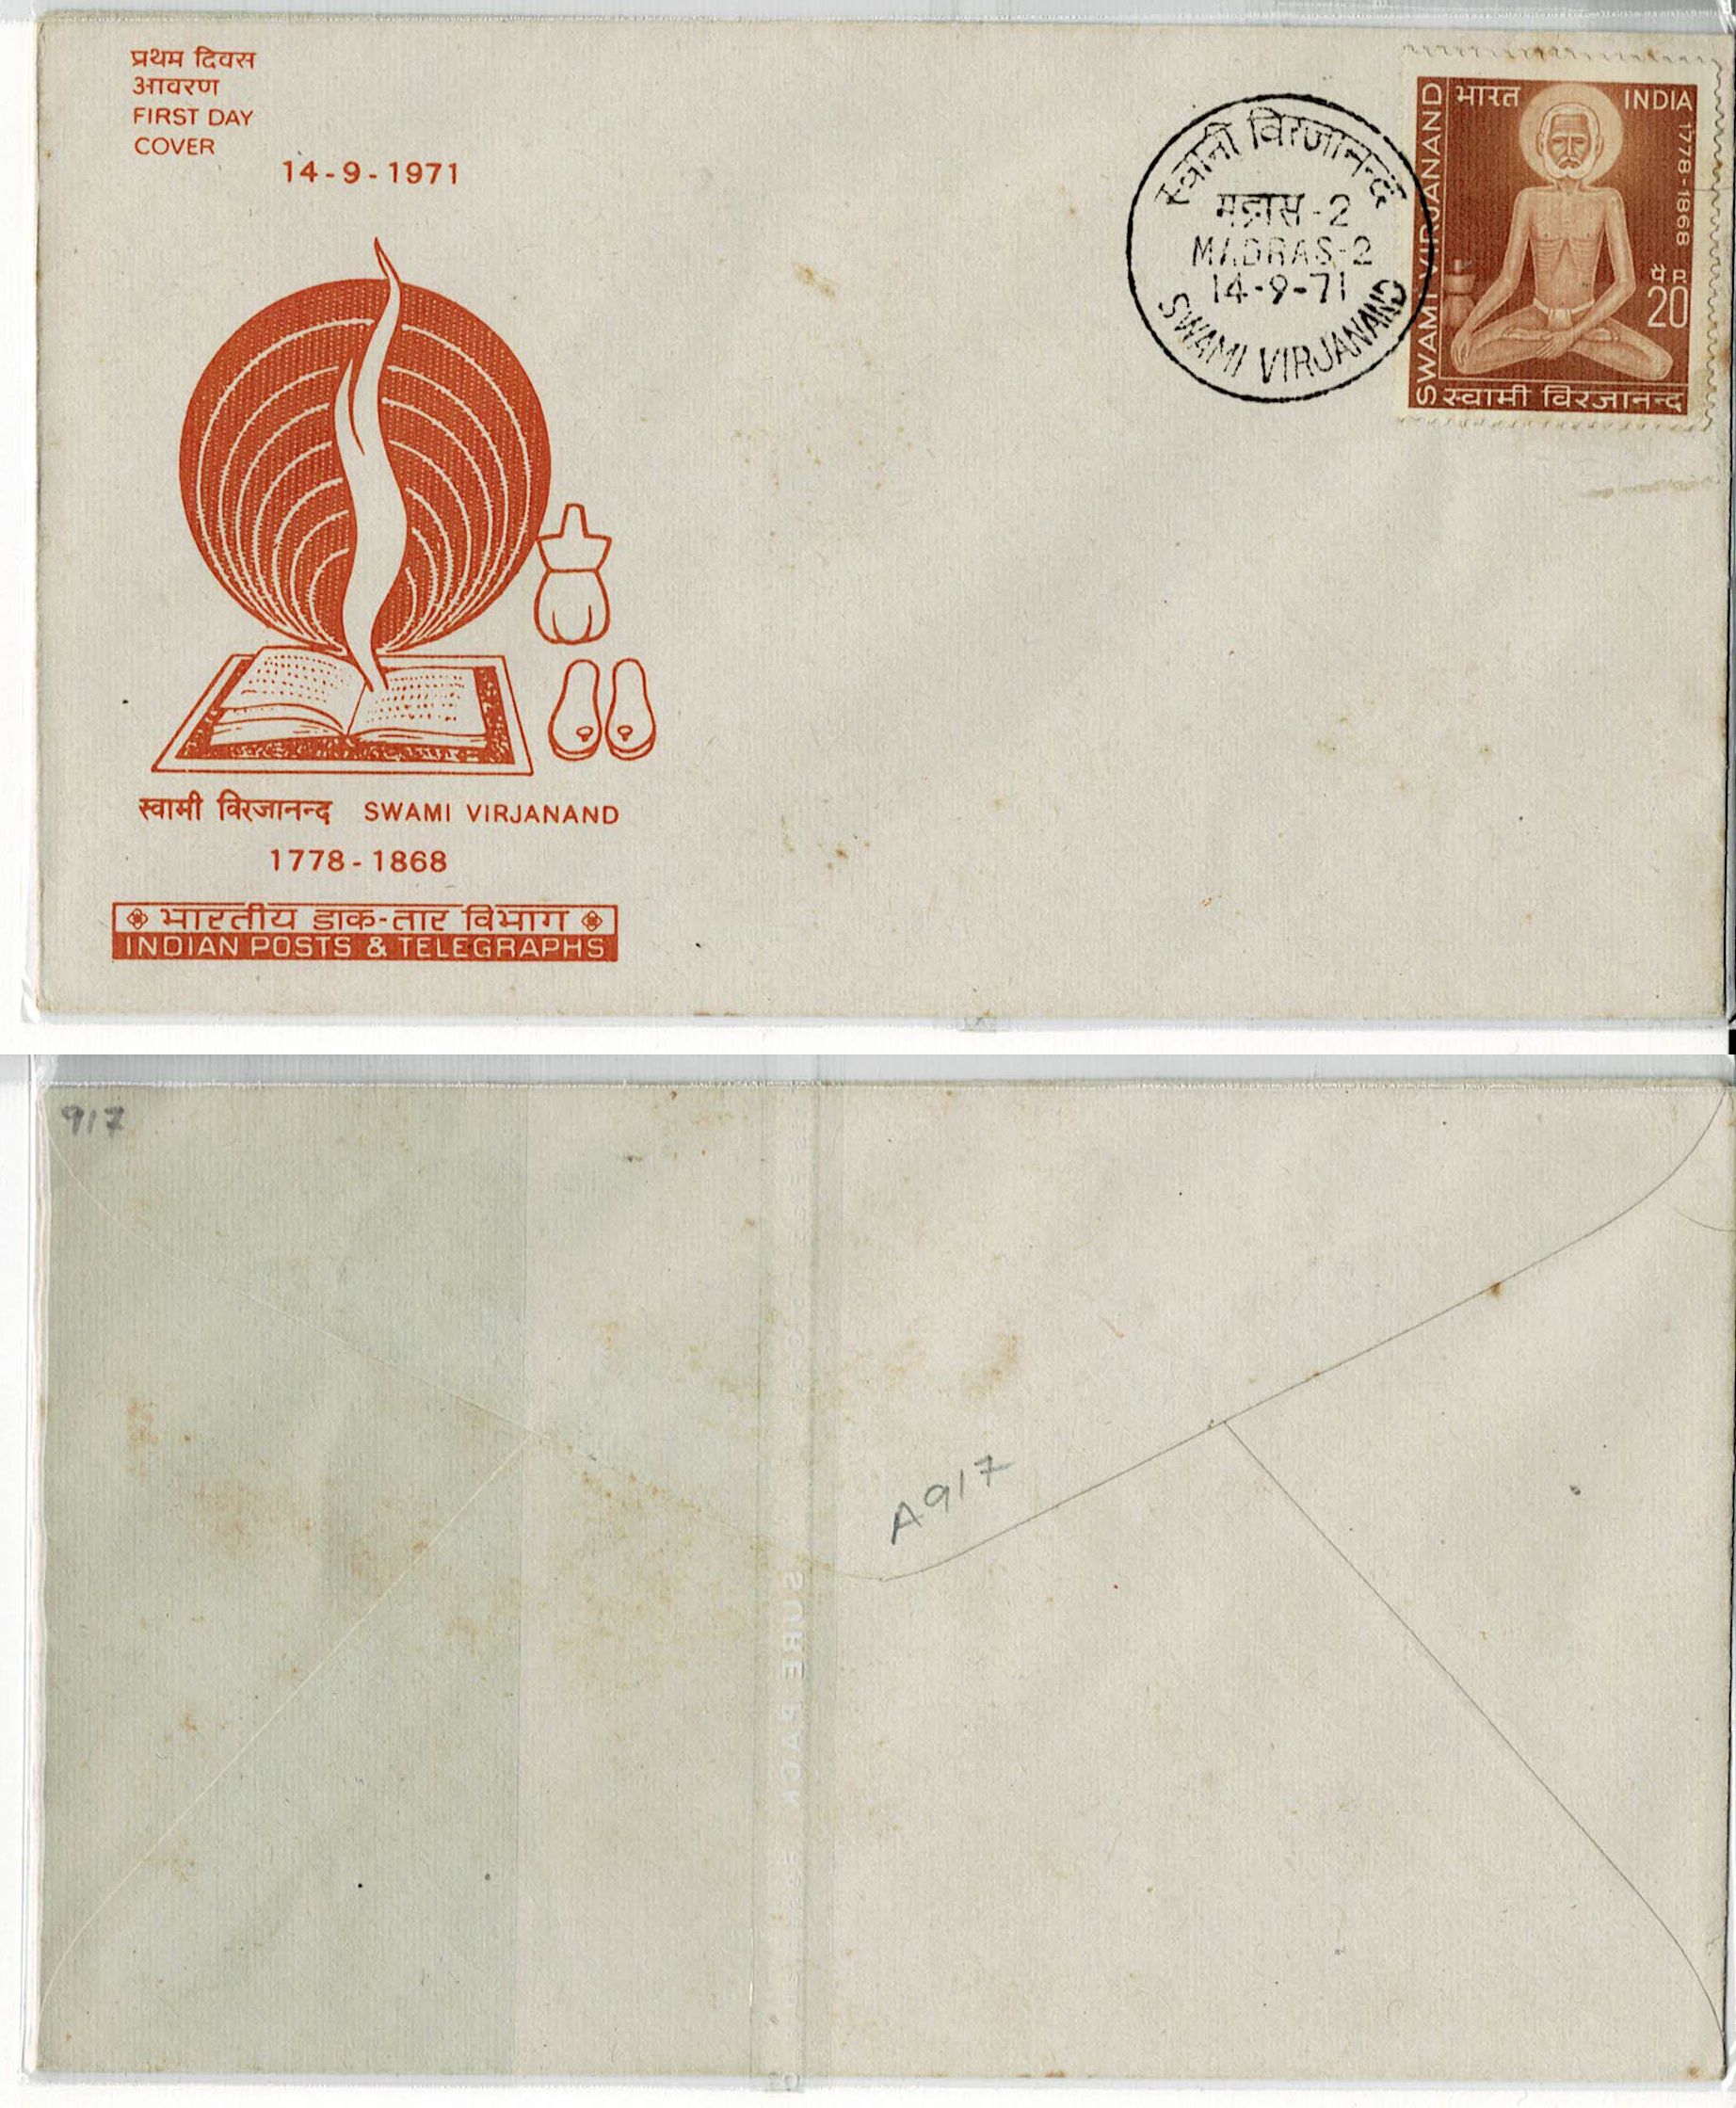 प्रथम दिवस
आवरण
FIRST DAY
COVER
14-9-1971
स्वामी विरजानन्द
मद्रास-2
MADRAS-2
14-9-71
SWAMI VIRJANAND
भारत INDIA
SWAMI VIRJANAND
1778-1868
पै P
20
स्वामी विरजानन्द
स्वामी विरजानन्द SWAMI VIRJANAND
1778-1868
भारतीय डाक-तार विभाग
INDIAN POSTS & TELEGRAPHS
917
A917
SURE PACK